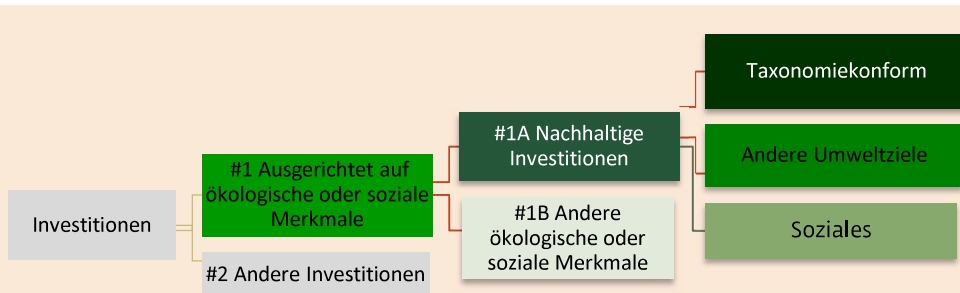 Investitionen
#1 Ausgerichtet auf
ökologische oder soziale
Merkmale
#2 Andere Investitionen
#1A Nachhaltige
Investitionen
#1B Andere
ökologische oder
soziale Merkmale
Taxonomiekonform
Andere Umweltziele
Soziales